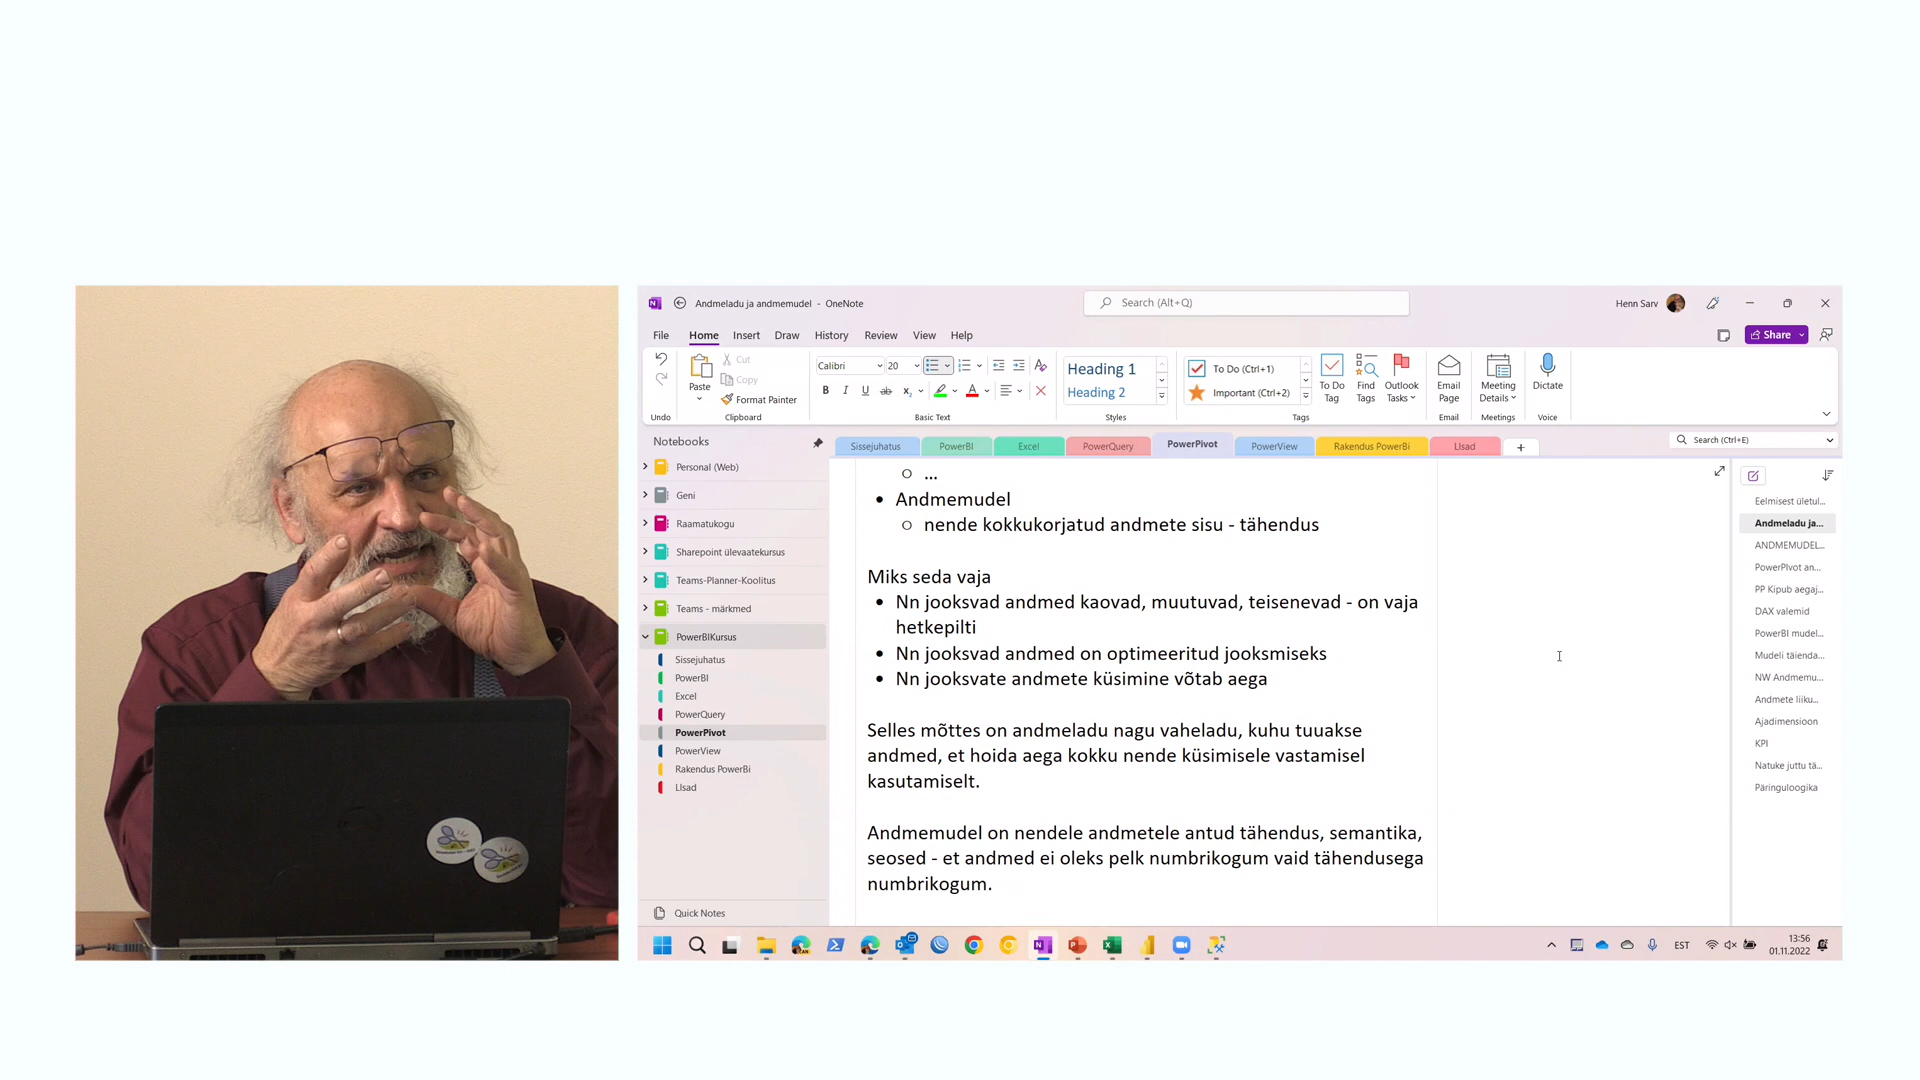 Andmeladu ja andmemudel - OneNote
Search (Alt+Q)
Henn Sarv
File Home Insert Draw History Review View Help
Share
Undo
Paste
Cut
Copy
Format Painter
Clipboard
Calibri 20
Basic Text
Heading 1
Heading 2
Styles
To Do (Ctrl+1)
Important (Ctrl+2)
To Do Tag
Find Tags
Outlook Tasks
Tags
Email Page
Email
Meeting Details
Meetings
Dictate
Voice
Notebooks
Sissejuhatus PowerBI Excel PowerQuery PowerPivot PowerView Rakendus PowerBi LIsad +
Search (Ctrl+E)
Personal (Web)
Geni
Raamatukogu
Sharepoint ülevaatekursus
Teams-Planner-Koolitus
Teams - märkmed
PowerBIKursus
Sissejuhatus
PowerBI
Excel
PowerQuery
PowerPivot
PowerView
Rakendus PowerBi
LIsad
Quick Notes
...
Andmemudel
nende kokkukorjatud andmete sisu - tähendus
Miks seda vaja
Nn jooksvad andmed kaovad, muutuvad, teisenevad - on vaja
hetkepilti
Nn jooksvad andmed on optimeeritud jooksmiseks
Nn jooksvate andmete küsimine võtab aega
Selles mõttes on andmeladu nagu vaheladu, kuhu tuuakse
andmed, et hoida aega kokku nende küsimisele vastamisel
kasutamiselt.
Andmemudel on nendele andmetele antud tähendus, semantika,
seosed - et andmed ei oleks pelk numbrikogum vaid tähendusega
numbrikogum.
Eelmisest ületul...
Andmeladu ja...
ANDMEMUDEL...
PowerPIvot an...
PP Kipub aegaj...
DAX valemid
PowerBI mudel...
Mudeli täienda...
NW Andmemu...
Andmete liiku...
Ajadimensioon
KPI
Natuke juttu tä...
Päringuloogika
EST
13:56
01.11.2022